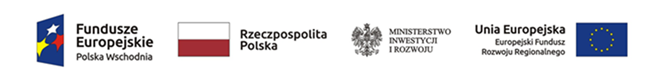 Fundusze
Europejskie
Polska Wschodnia
Rzeczpospolita
Polska
MINISTERSTWO
INWESTYCJI
I ROZWOJU
Unia Europejska
Europejski Fundusz
Rozwoju Regionalnego